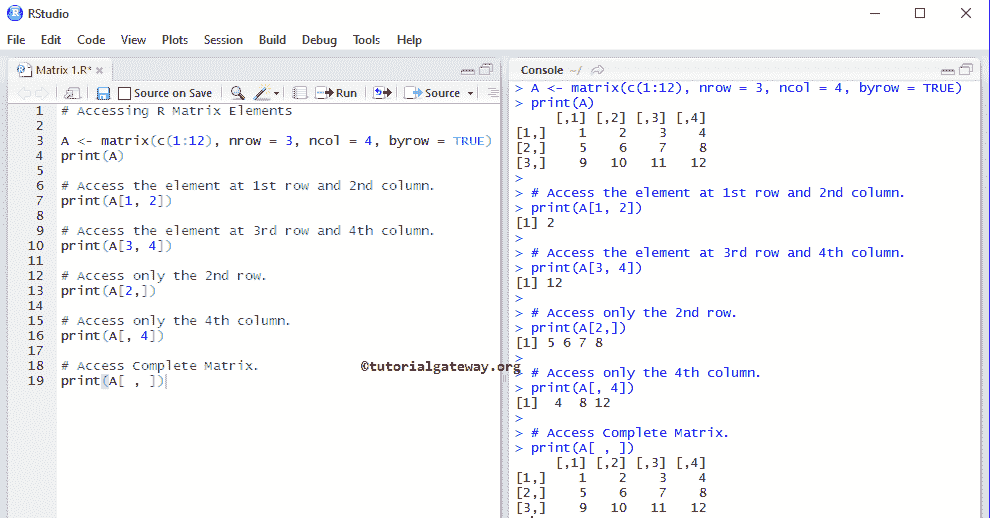 RStudio
File Edit Code View Plots Session Build Debug Tools Help
Matrix 1.R*
Source on Save Run Source
1 # Accessing R Matrix Elements
2
3 A <- matrix(c(1:12), nrow = 3, ncol = 4, byrow = TRUE)
4 print(A)
5
6 # Access the element at 1st row and 2nd column.
7 print(A[1, 2])
8
9 # Access the element at 3rd row and 4th column.
10 print(A[3, 4])
11
12 # Access only the 2nd row.
13 print(A[2,])
14
15 # Access only the 4th column.
16 print(A[, 4])
17
18 # Access Complete Matrix.
19 print(A[ , ])
©tutorialgateway.org
Console ~/
> A <- matrix(c(1:12), nrow = 3, ncol = 4, byrow = TRUE)
> print(A)
     [,1] [,2] [,3] [,4]
[1,]    1    2    3    4
[2,]    5    6    7    8
[3,]    9   10   11   12
>
> # Access the element at 1st row and 2nd column.
> print(A[1, 2])
[1] 2
>
> # Access the element at 3rd row and 4th column.
> print(A[3, 4])
[1] 12
>
> # Access only the 2nd row.
> print(A[2,])
[1] 5 6 7 8
>
> # Access only the 4th column.
> print(A[, 4])
[1]  4  8 12
>
> # Access Complete Matrix.
> print(A[ , ])
     [,1] [,2] [,3] [,4]
[1,]    1    2    3    4
[2,]    5    6    7    8
[3,]    9   10   11   12